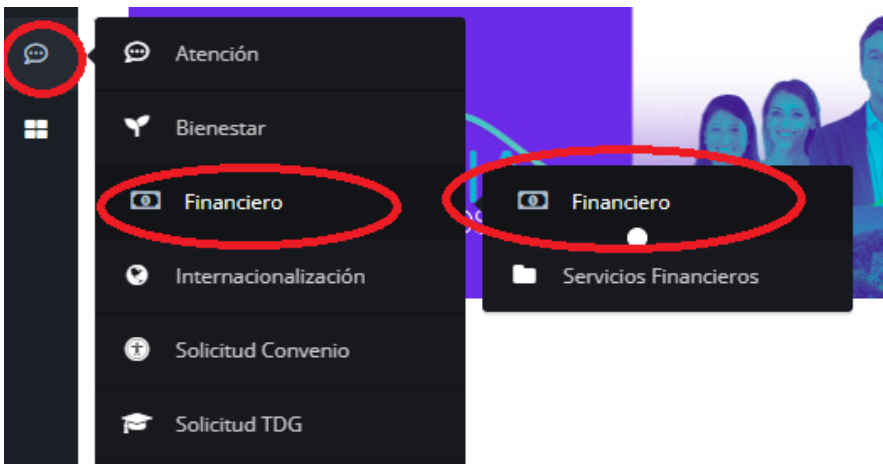 Atención
Bienestar
Financiero
Financiero
Internacionalización
Servicios Financieros
Solicitud Convenio
Solicitud TDG